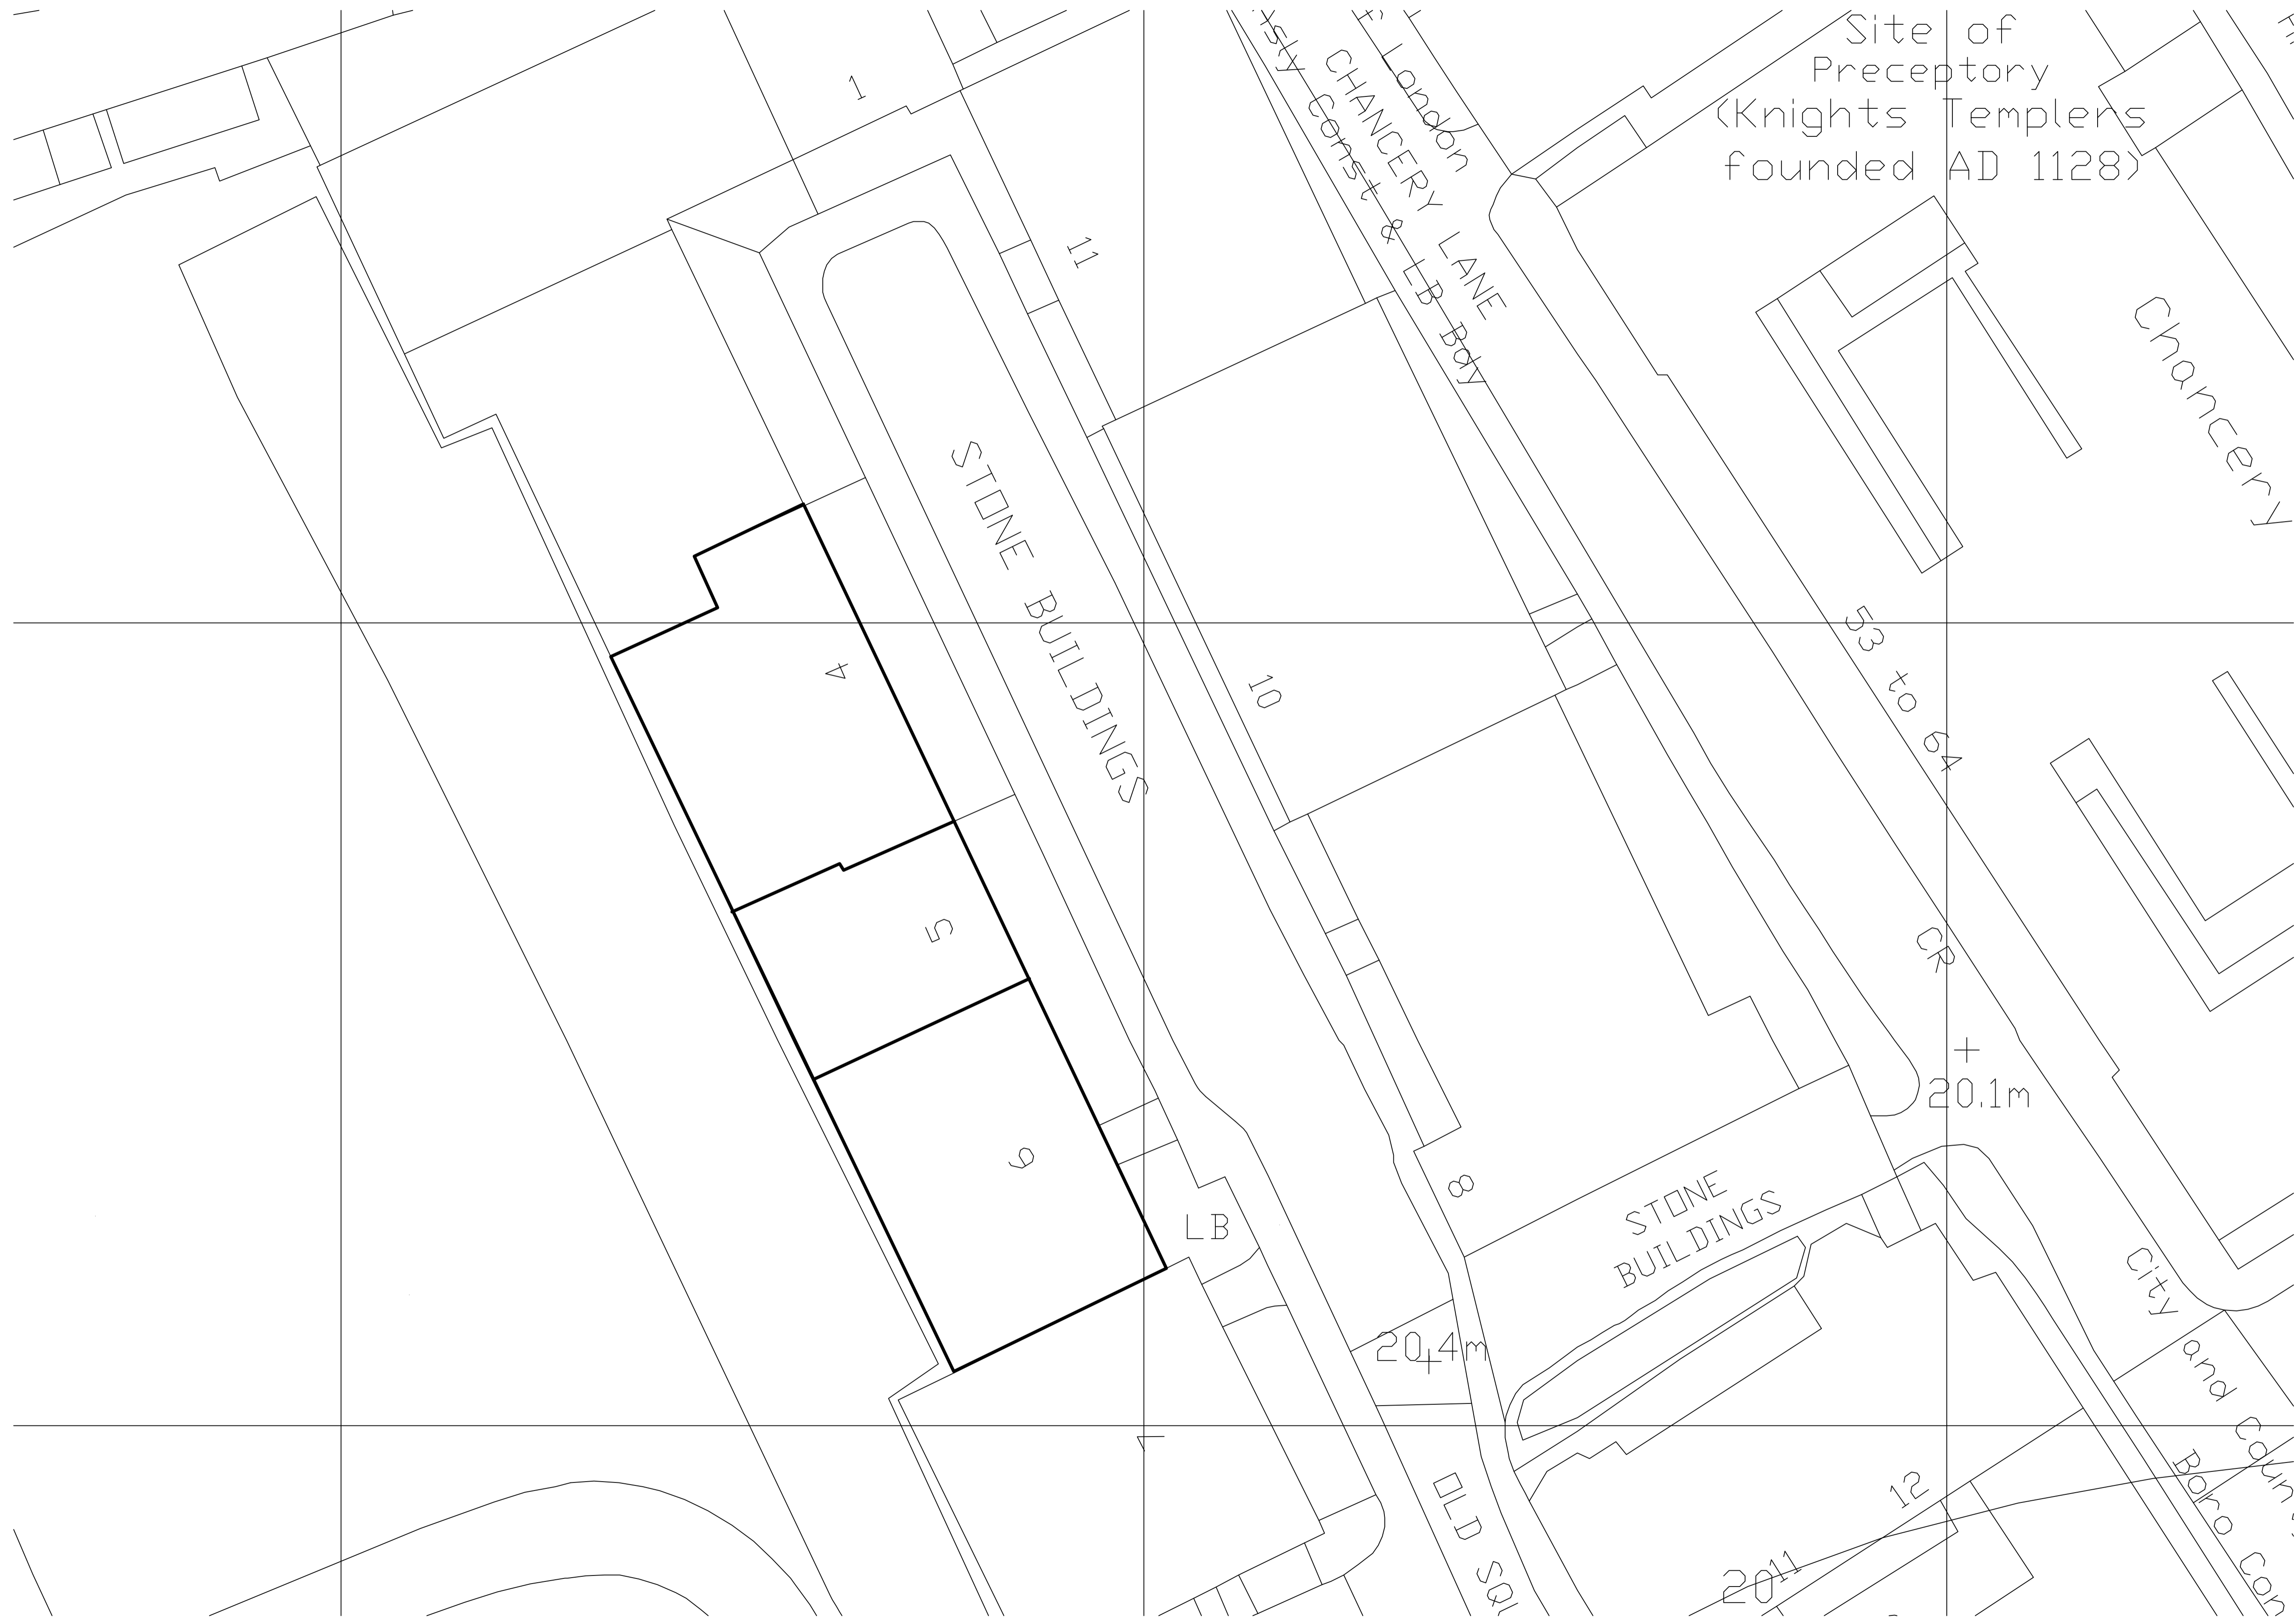 Site of
Preceptory
(Knights Templers
founded AD 1128)
1
11
CHANCERY LANE
Const & LB Bdy
Chancery
STONE BUILDINGS
53 to 64
4
10
5
CR
20.1m
6
8
LB
STONE
BUILDINGS
City and
20.4m
7
OLD
12
2011
Boro Con